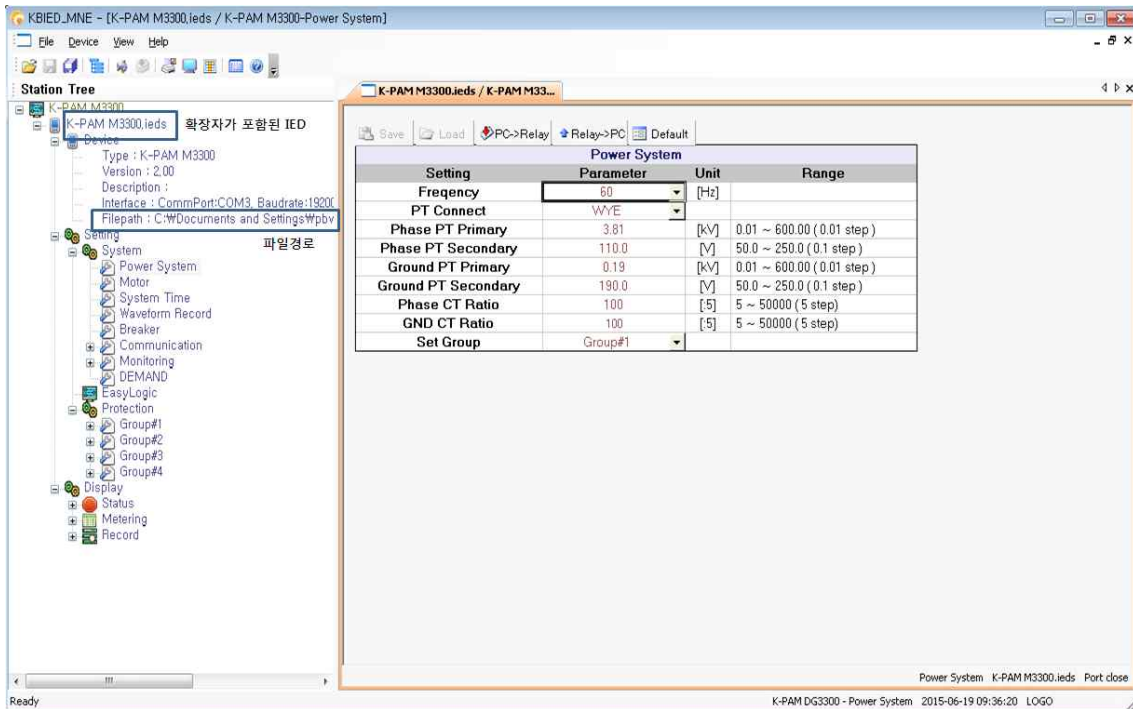 KBIED_MNE - [K-PAM M3300,ieds / K-PAM M3300-Power System]
File Device View Help
Station Tree
K-PAM M3300
K-PAM M3300,ieds 확장자가 포함된 IED
Device
Type : K-PAM M3300
Version : 2,00
Description :
Interface : CommPort:COM3, Baudrate:19200
Filepath : C:₩Documents and Settings₩pbv
파일경로
Setting
System
Power System
Motor
System Time
Waveform Record
Breaker
Communication
Monitoring
DEMAND
EasyLogic
Protection
Group#1
Group#2
Group#3
Group#4
Display
Status
Metering
Record
K-PAM M3300.ieds / K-PAM M33...
Save Load PC->Relay Relay->PC Default
Power System
Setting Parameter Unit Range
Freqency 60 [Hz]
PT Connect WYE
Phase PT Primary 3.81 [kV] 0.01 ~ 600.00 ( 0.01 step )
Phase PT Secondary 110.0 [V] 50.0 ~ 250.0 ( 0.1 step )
Ground PT Primary 0.19 [kV] 0.01 ~ 600.00 ( 0.01 step )
Ground PT Secondary 190.0 [V] 50.0 ~ 250.0 ( 0.1 step )
Phase CT Ratio 100 [:5] 5 ~ 50000 ( 5 step)
GND CT Ratio 100 [:5] 5 ~ 50000 ( 5 step)
Set Group Group#1
Power System K-PAM M3300.ieds Port close
Ready K-PAM DG3300 - Power System 2015-06-19 09:36:20 LOGO